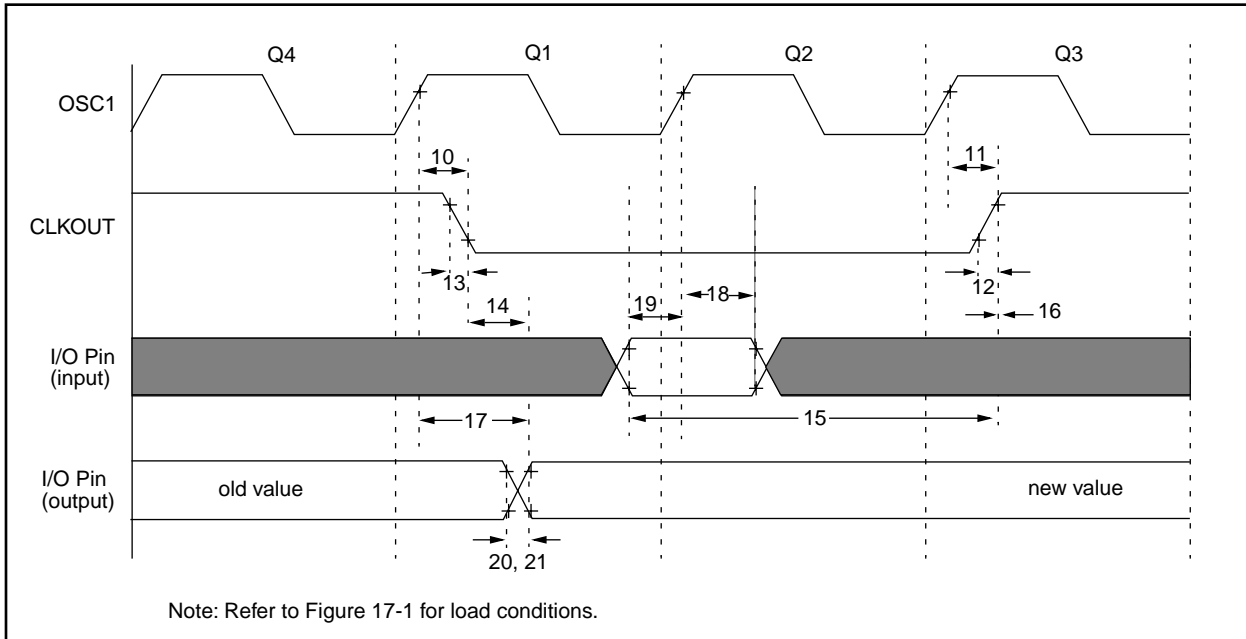 Q4
Q1
Q2
Q3
OSC1
10
11
CLKOUT
13
12
19
18
14
16
I/O Pin
(input)
17
15
I/O Pin
(output)
old value
new value
20, 21
Note: Refer to Figure 17-1 for load conditions.